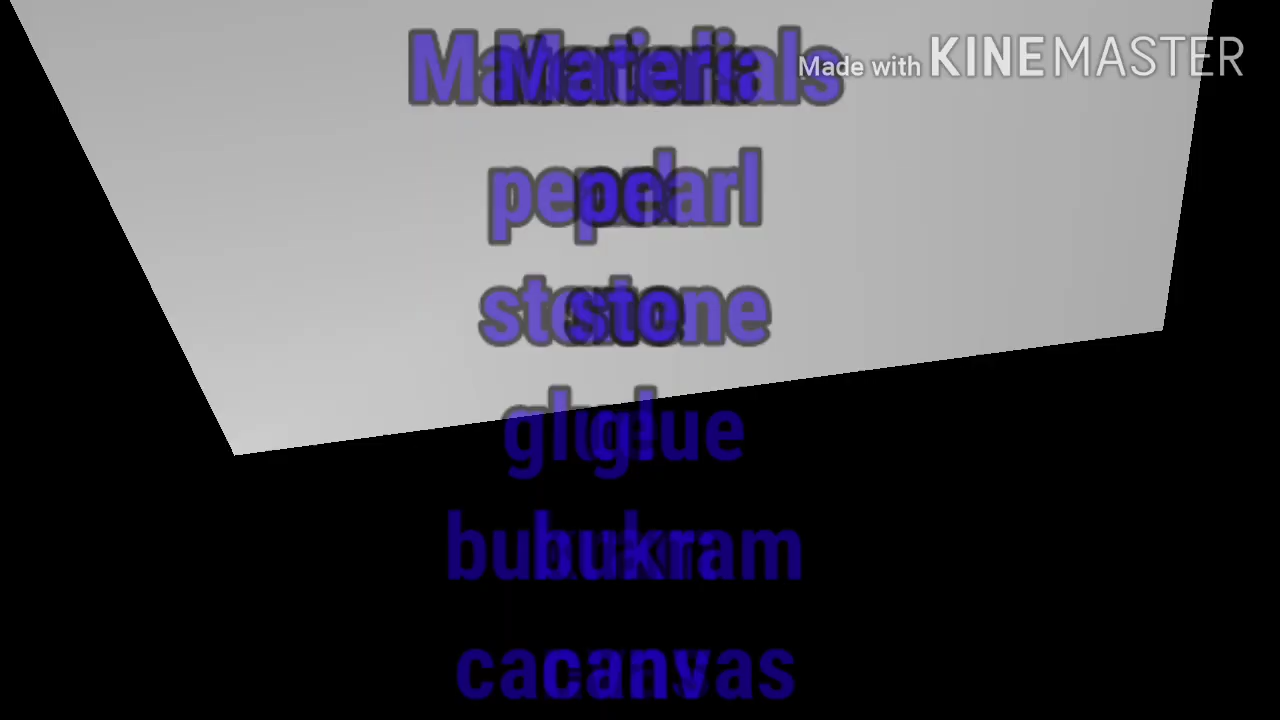 Materials
Made with KINEMASTER
pearl
stone
glue
bukram
canvas